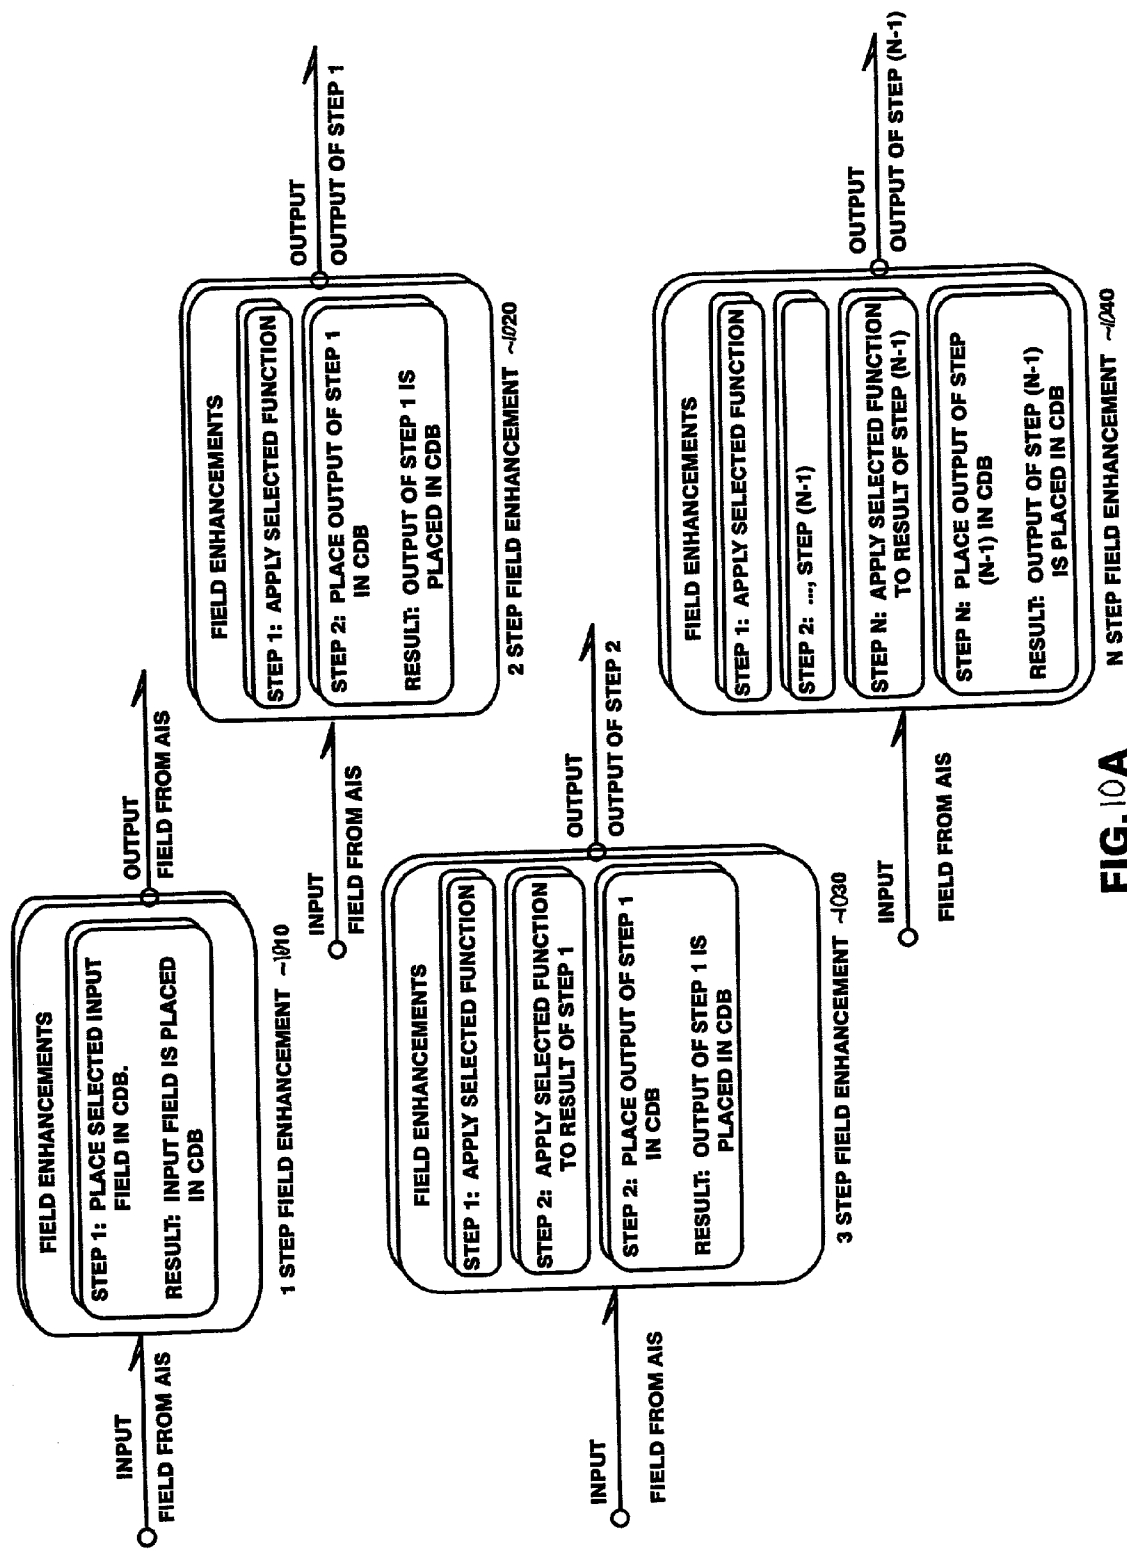 FIELD ENHANCEMENTS
STEP 1: PLACE SELECTED INPUT
FIELD IN CDB.
RESULT: INPUT FIELD IS PLACED
IN CDB
INPUT
FIELD FROM AIS
OUTPUT
FIELD FROM AIS
1 STEP FIELD ENHANCEMENT ~1010
FIELD ENHANCEMENTS
STEP 1: APPLY SELECTED FUNCTION
STEP 2: PLACE OUTPUT OF STEP 1
IN CDB
RESULT: OUTPUT OF STEP 1 IS
PLACED IN CDB
INPUT
FIELD FROM AIS
OUTPUT
OUTPUT OF STEP 1
2 STEP FIELD ENHANCEMENT ~1020
FIELD ENHANCEMENTS
STEP 1: APPLY SELECTED FUNCTION
STEP 2: APPLY SELECTED FUNCTION
TO RESULT OF STEP 1
STEP 2: PLACE OUTPUT OF STEP 1
IN CDB
RESULT: OUTPUT OF STEP 1 IS
PLACED IN CDB
INPUT
FIELD FROM AIS
OUTPUT
OUTPUT OF STEP 2
3 STEP FIELD ENHANCEMENT ~1030
FIELD ENHANCEMENTS
STEP 1: APPLY SELECTED FUNCTION
STEP 2: ..., STEP (N-1)
STEP N: APPLY SELECTED FUNCTION
TO RESULT OF STEP (N-1)
STEP N: PLACE OUTPUT OF STEP
(N-1) IN CDB
RESULT: OUTPUT OF STEP (N-1)
IS PLACED IN CDB
INPUT
FIELD FROM AIS
OUTPUT
OUTPUT OF STEP (N-1)
N STEP FIELD ENHANCEMENT ~1040
FIG. 10A